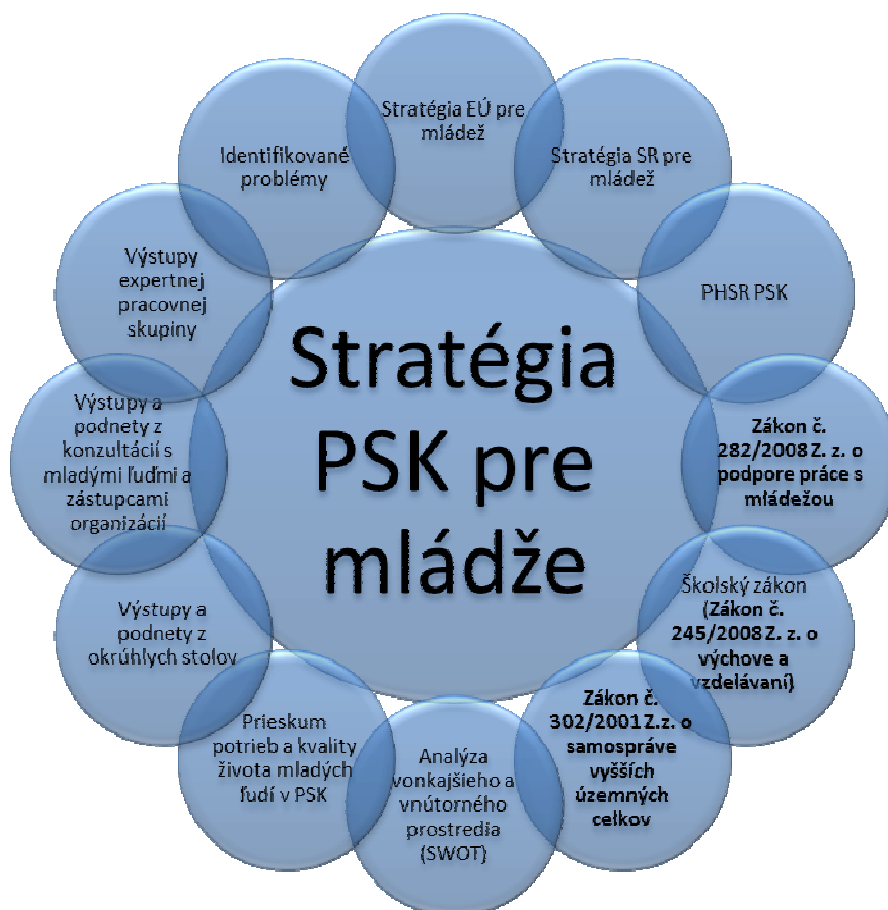 Stratégia EÚ pre
mládež
Stratégia SR pre
mládež
PHSR PSK
Zákon č.
282/2008 Z. z. o
podpore práce s
mládežou
Školský zákon
(Zákon č.
245/2008 Z. z. o
výchove a
vzdelávaní)
Zákon č.
302/2001 Z.z. o
samospráve
vyšších
územných
celkov
Analýza
vonkajšieho a
vnútorného
prostredia
(SWOT)
Prieskum
potrieb a kvality
života mladých
ľudí v PSK
Výstupy a
podnety z
okrúhlych stolov
Výstupy a
podnety z
konzultácií s
mladými ľuďmi a
zástupcami
organizácií
Výstupy
expertnej
pracovnej
skupiny
Identifikované
problémy
Stratégia
PSK pre
mládže